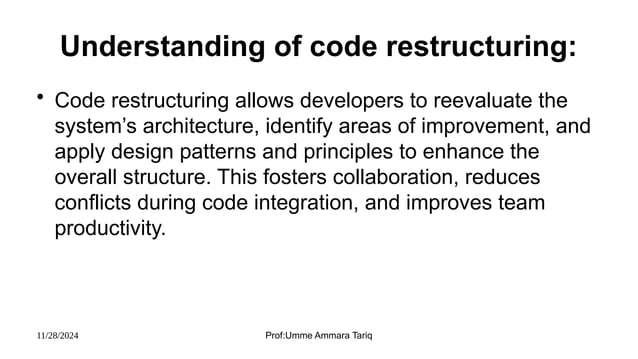 Understanding of code restructuring:
• Code restructuring allows developers to reevaluate the
system’s architecture, identify areas of improvement, and
apply design patterns and principles to enhance the
overall structure. This fosters collaboration, reduces
conflicts during code integration, and improves team
productivity.
11/28/2024
Prof:Umme Ammara Tariq